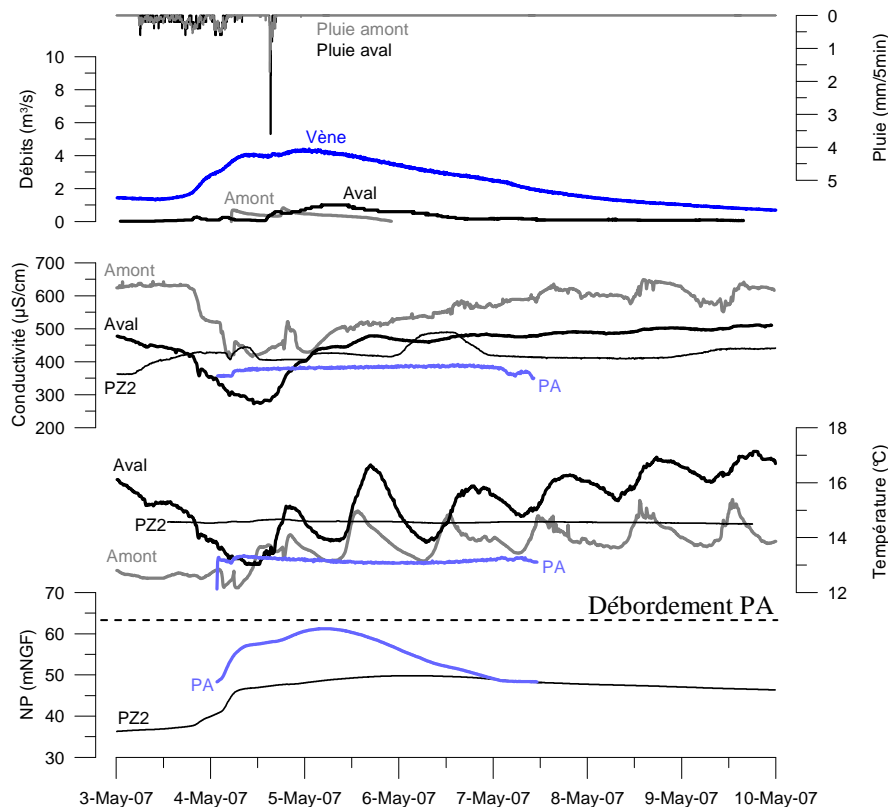 Pluie amont
Pluie aval
0
1
2
3
4
5
Pluie (mm/5min)
10
8
6
4
2
0
Débits (m³/s)
Vène
Amont
Aval
700
600
500
400
300
200
Conductivité (µS/cm)
Amont
Aval
PZ2
PA
18
16
14
12
Température (°C)
Aval
PZ2
Amont
PA
70
60
50
40
30
NP (mNGF)
Débordement PA
PA
PZ2
3-May-07 4-May-07 5-May-07 6-May-07 7-May-07 8-May-07 9-May-07 10-May-07